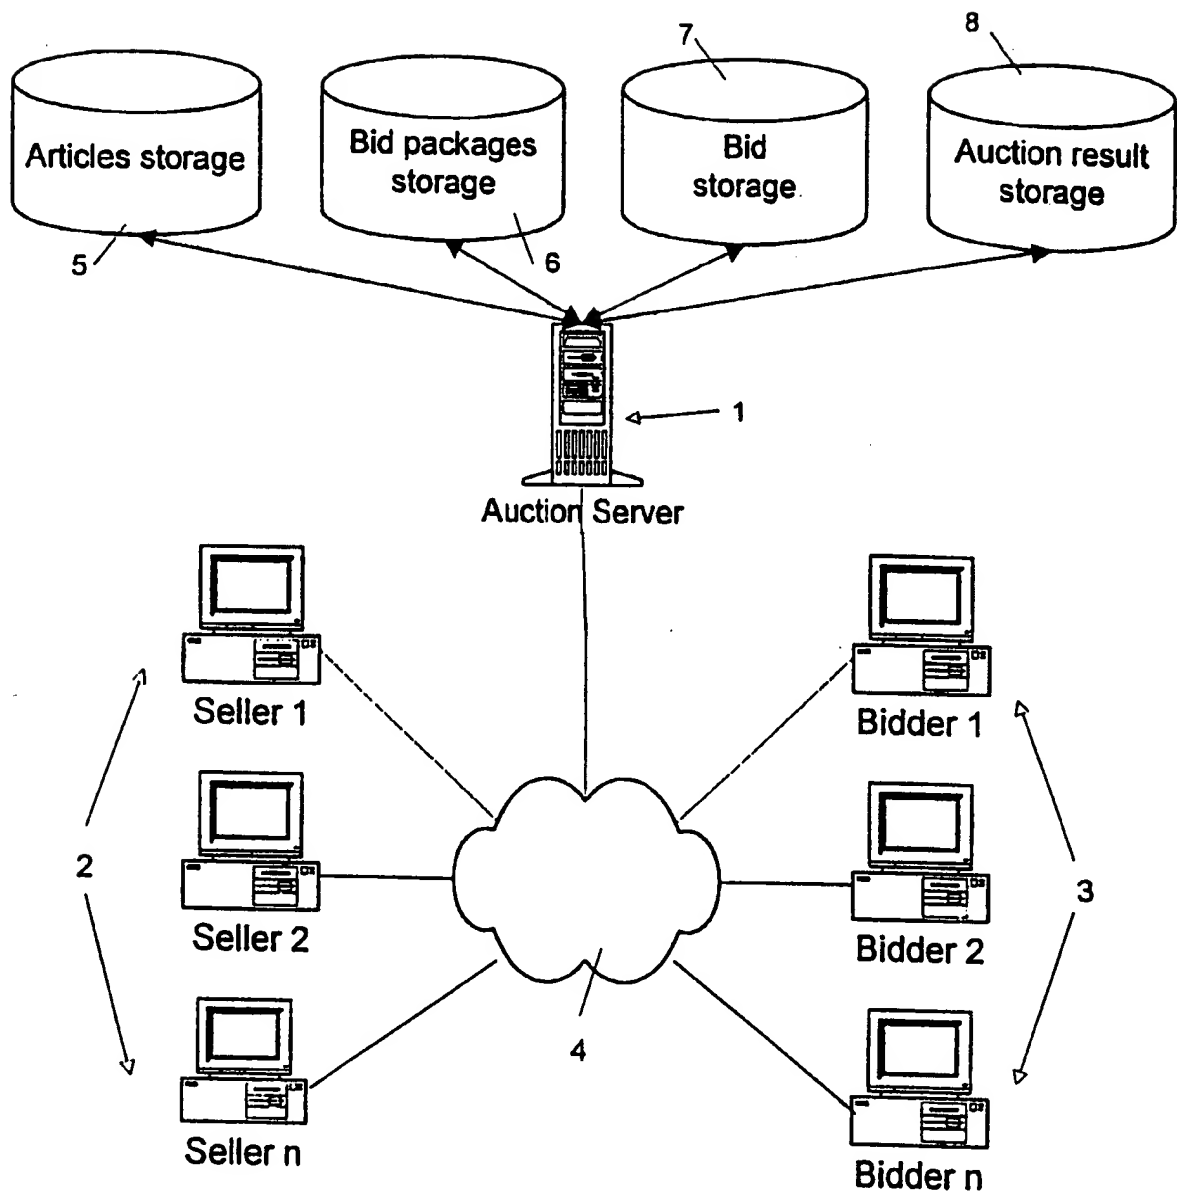 7
8
Articles storage
Bid packages
storage
Bid
storage
Auction result
storage
5
6
1
Auction Server
Seller 1
Bidder 1
2
3
Seller 2
Bidder 2
4
Seller n
Bidder n